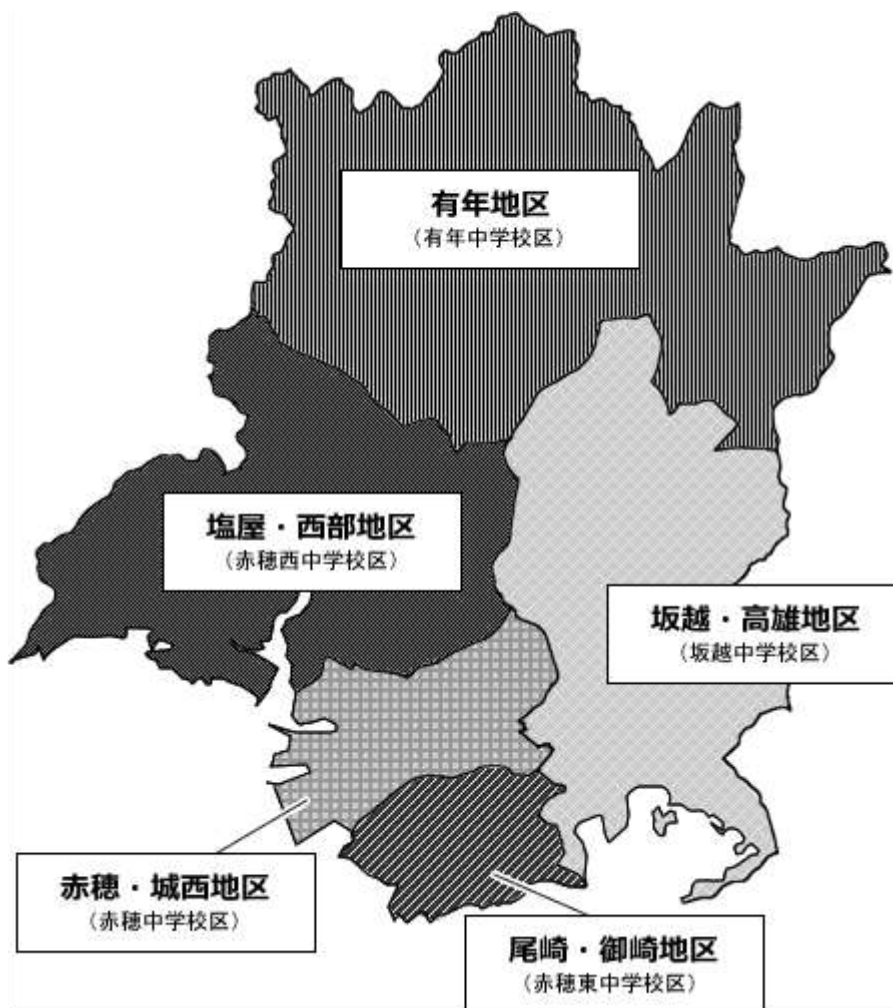 有年地区
（有年中学校区）
塩屋・西部地区
（赤穂西中学校区）
坂越・高雄地区
（坂越中学校区）
赤穂・城西地区
（赤穂中学校区）
尾崎・御崎地区
（赤穂東中学校区）